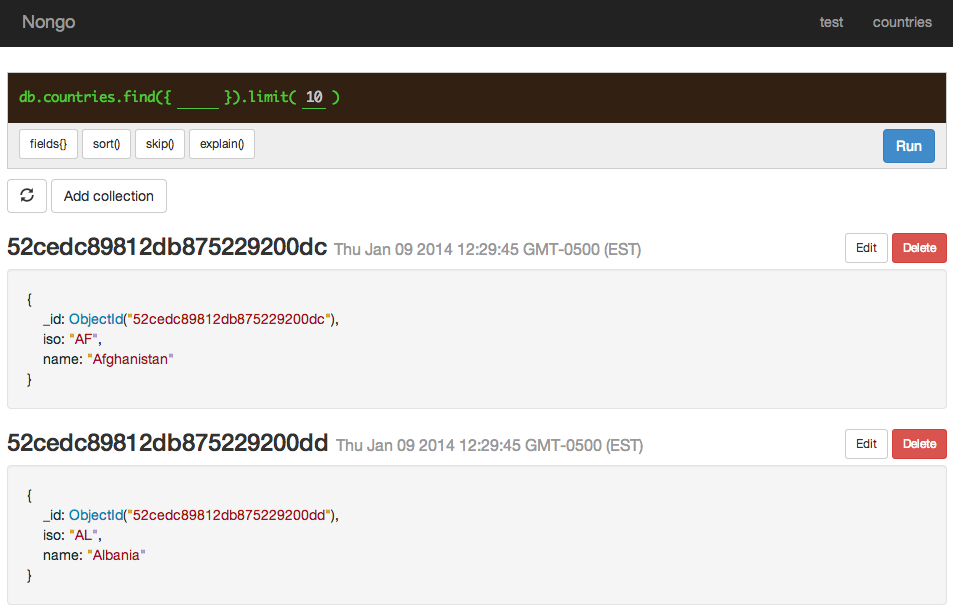 Nongo test countries
db.countries.find({ _____ }).limit( 10 )
fields{} sort() skip() explain() Run
Add collection
52cedc89812db875229200dc Thu Jan 09 2014 12:29:45 GMT-0500 (EST) Edit Delete
{
_id: ObjectId("52cedc89812db875229200dc"),
iso: "AF",
name: "Afghanistan"
}
52cedc89812db875229200dd Thu Jan 09 2014 12:29:45 GMT-0500 (EST) Edit Delete
{
_id: ObjectId("52cedc89812db875229200dd"),
iso: "AL",
name: "Albania"
}